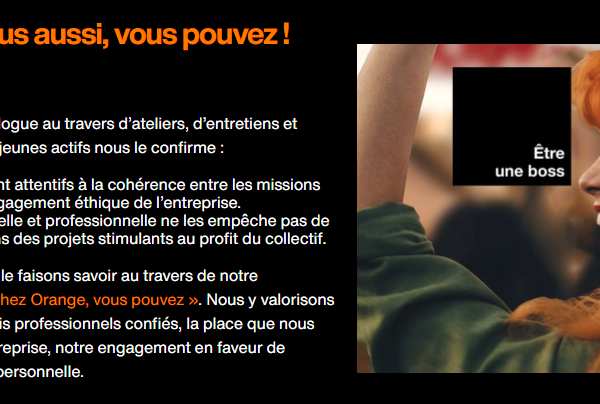 us aussi, vous pouvez !
logue au travers d’ateliers, d’entretiens et
jeunes actifs nous le confirme :
nt attentifs à la cohérence entre les missions
gagement éthique de l’entreprise.
elle et professionnelle ne les empêche pas de
s des projets stimulants au profit du collectif.
le faisons savoir au travers de notre
hez Orange, vous pouvez ». Nous y valorisons
is professionnels confiés, la place que nous
reprise, notre engagement en faveur de
personnelle.
Être
une boss